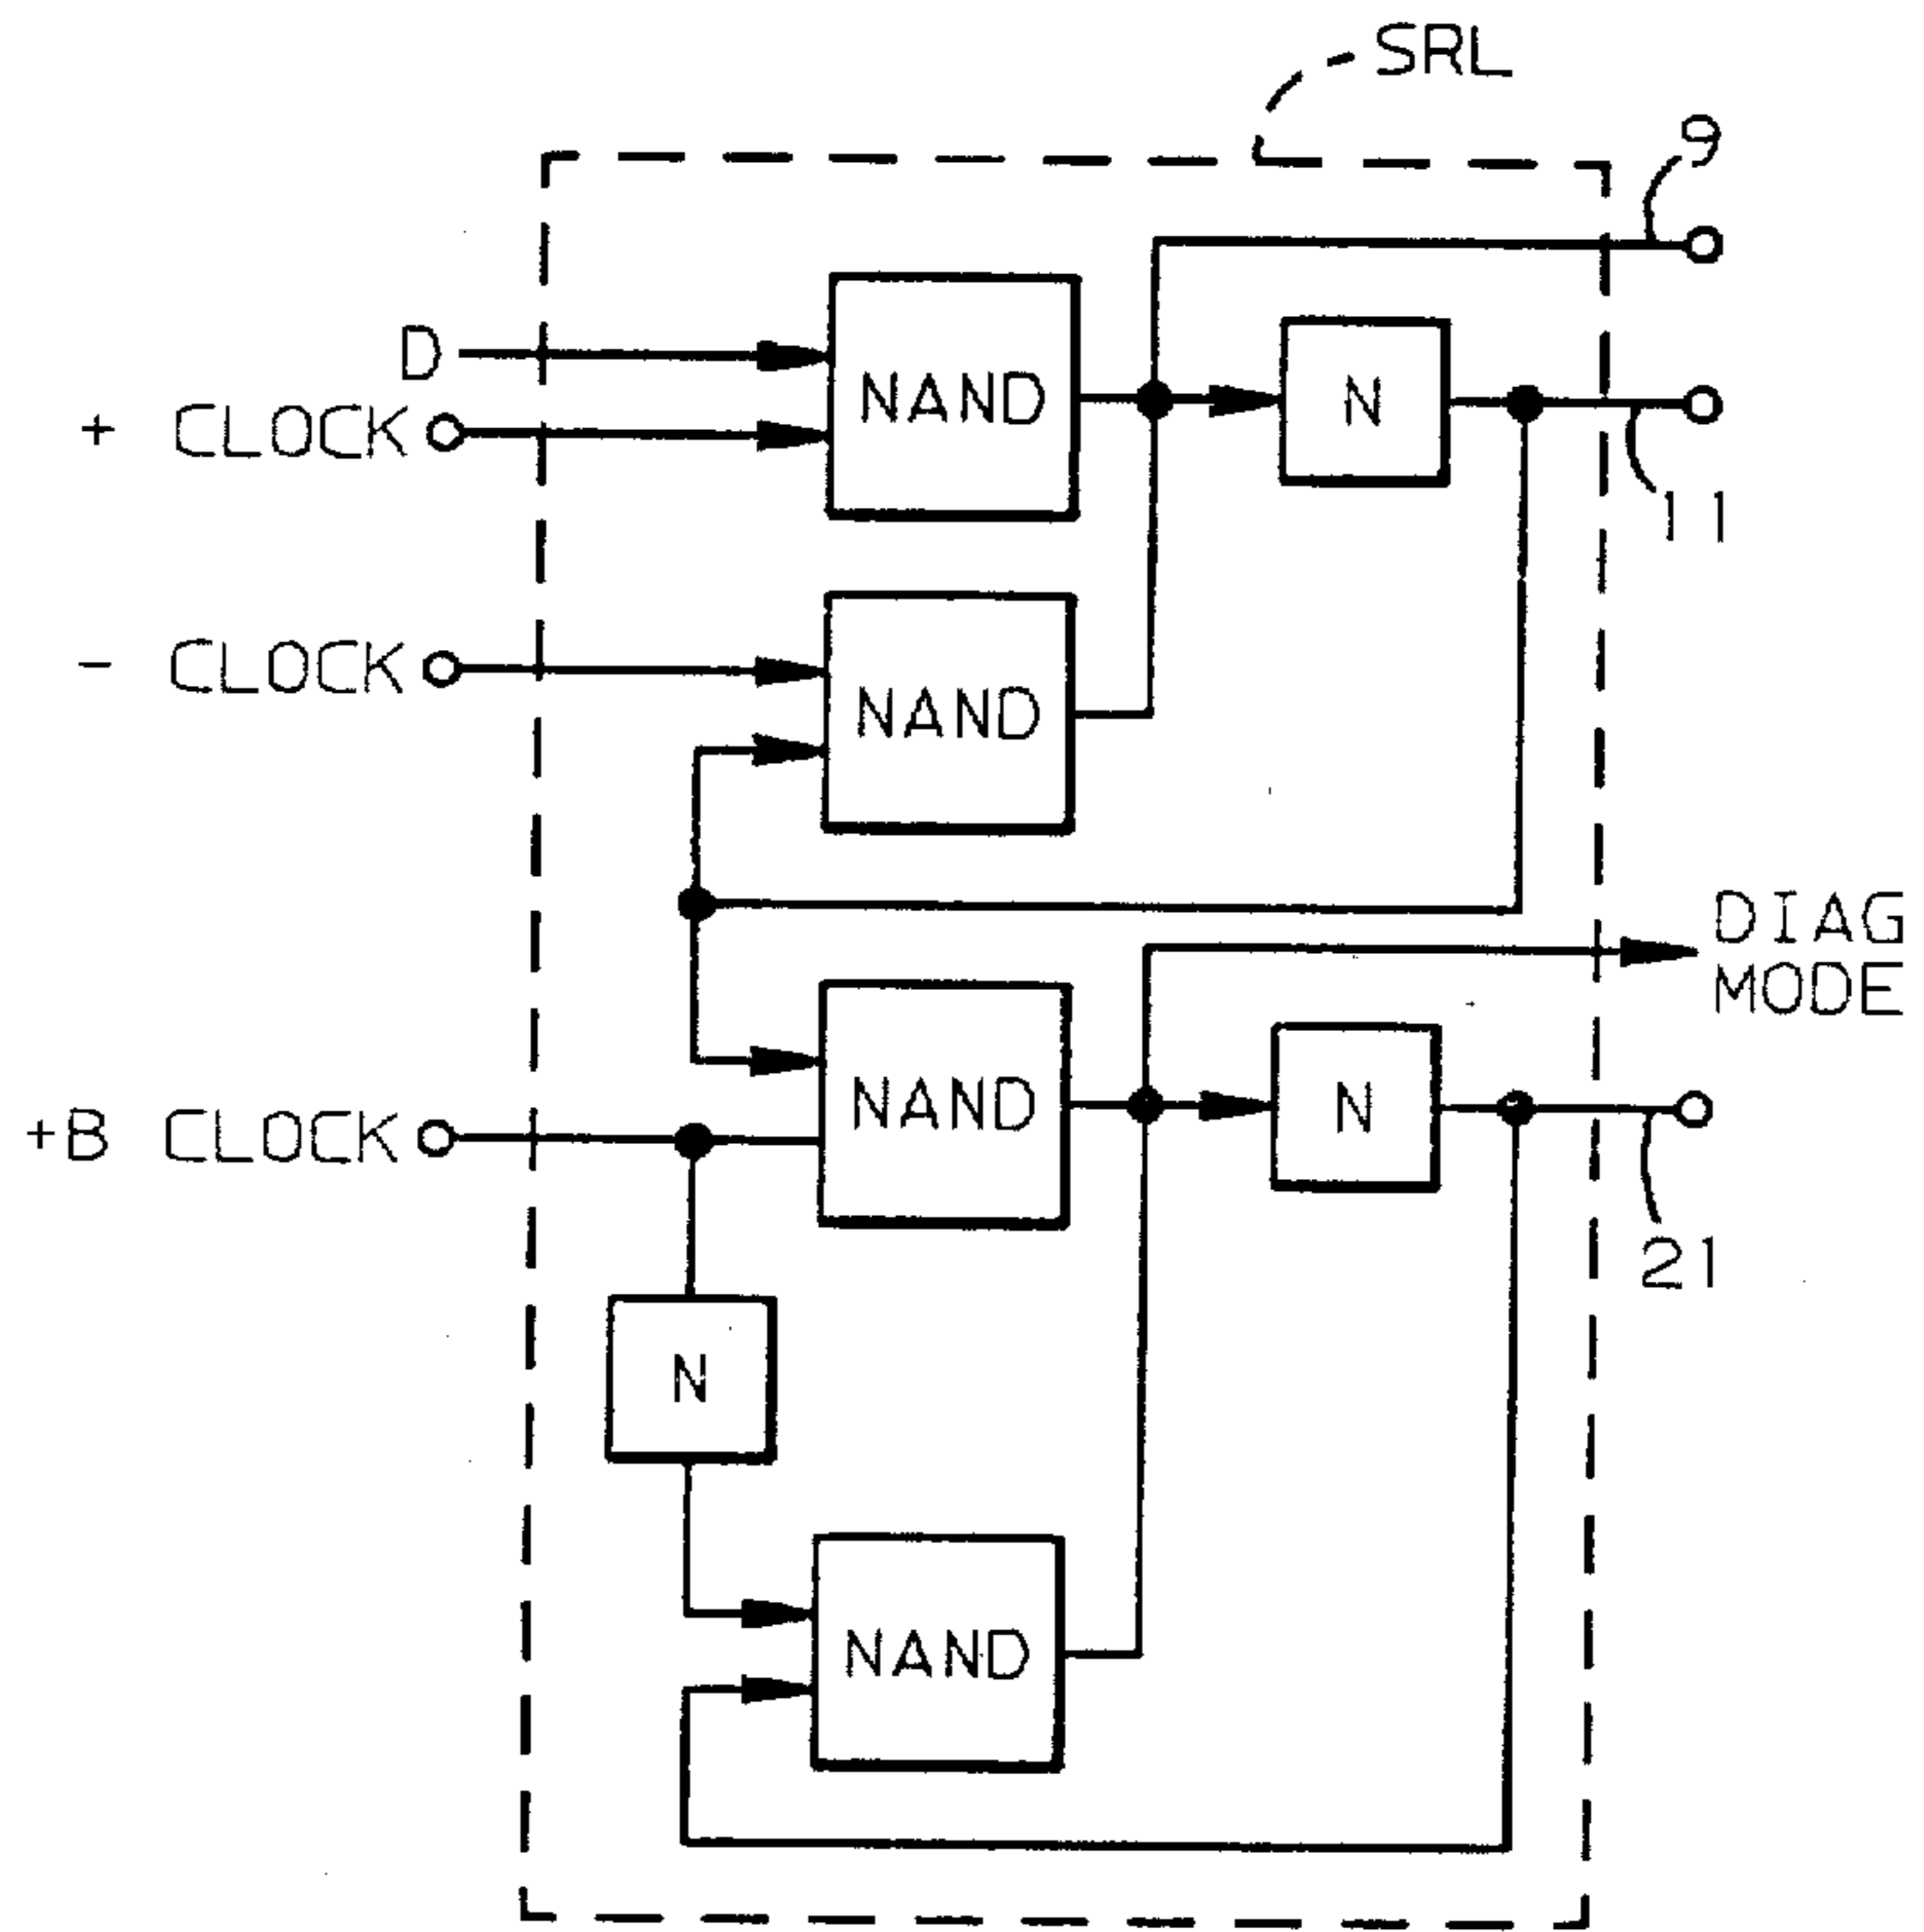 SRL
9
D
NAND
N
+ CLOCK
11
- CLOCK
NAND
DIAG
MODE
NAND
N
+B CLOCK
21
N
NAND